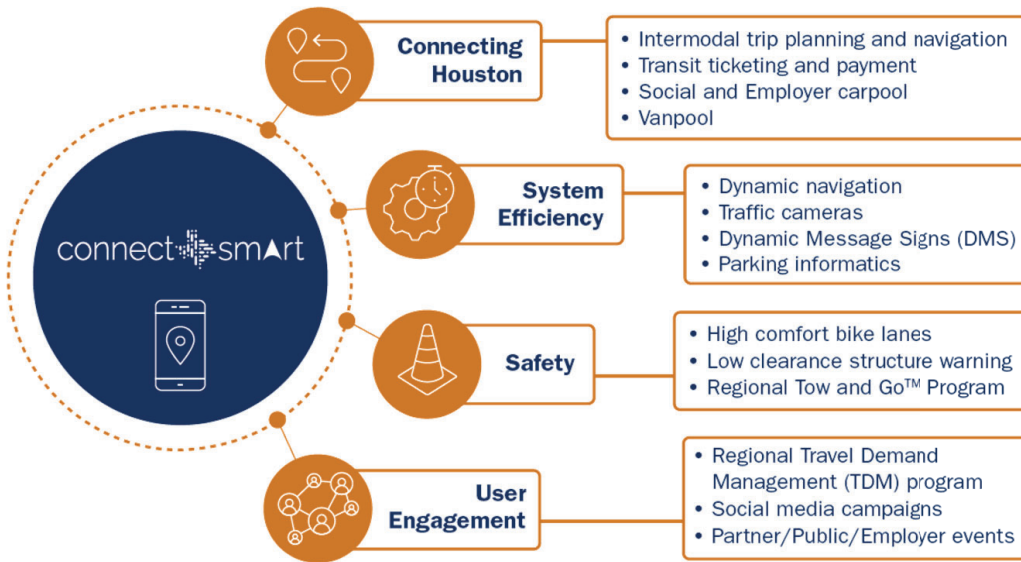 connect smart
Connecting
Houston
• Intermodal trip planning and navigation
• Transit ticketing and payment
• Social and Employer carpool
• Vanpool
System
Efficiency
• Dynamic navigation
• Traffic cameras
• Dynamic Message Signs (DMS)
• Parking informatics
Safety
• High comfort bike lanes
• Low clearance structure warning
• Regional Tow and Go™ Program
User
Engagement
• Regional Travel Demand
Management (TDM) program
• Social media campaigns
• Partner/Public/Employer events